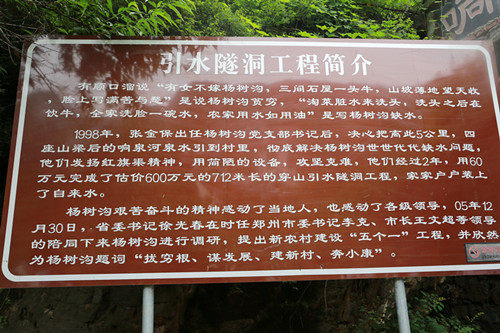 引水隧洞工程简介
有顺口溜说“有女不嫁杨树沟，三间石屋一头牛，山坡薄地望天收
，脸上写满苦与愁”是说杨树沟贫穷，“淘菜脏水来洗头，洗头之后在
饮牛，全家洗脸一碗水，农家用水如用油”是写杨树沟缺水。
1998年，张金保出任杨树沟党支部书记后，决心把高北5公里，四
座山梁后的响泉河泉水引到村里，彻底解决杨树沟世世代代缺水问题，
他们发扬红旗渠精神，用简陋的设备，攻坚克难，他们经过2年，用60
万元完成了估价600万元的712米长的穿山引水隧洞工程，家家户户装上
了自来水。
杨树沟艰苦奋斗的精神感动了当地人，也感动了各级领导，05年12
月30日，省委书记徐光春在时任郑州市委书记李克、市长王文超等领导
的陪同下来杨树沟进行调研，提出新农村建设“五个一”工程，并欣然
为杨树沟题词“拔穷根、谋发展、建新村、奔小康”。